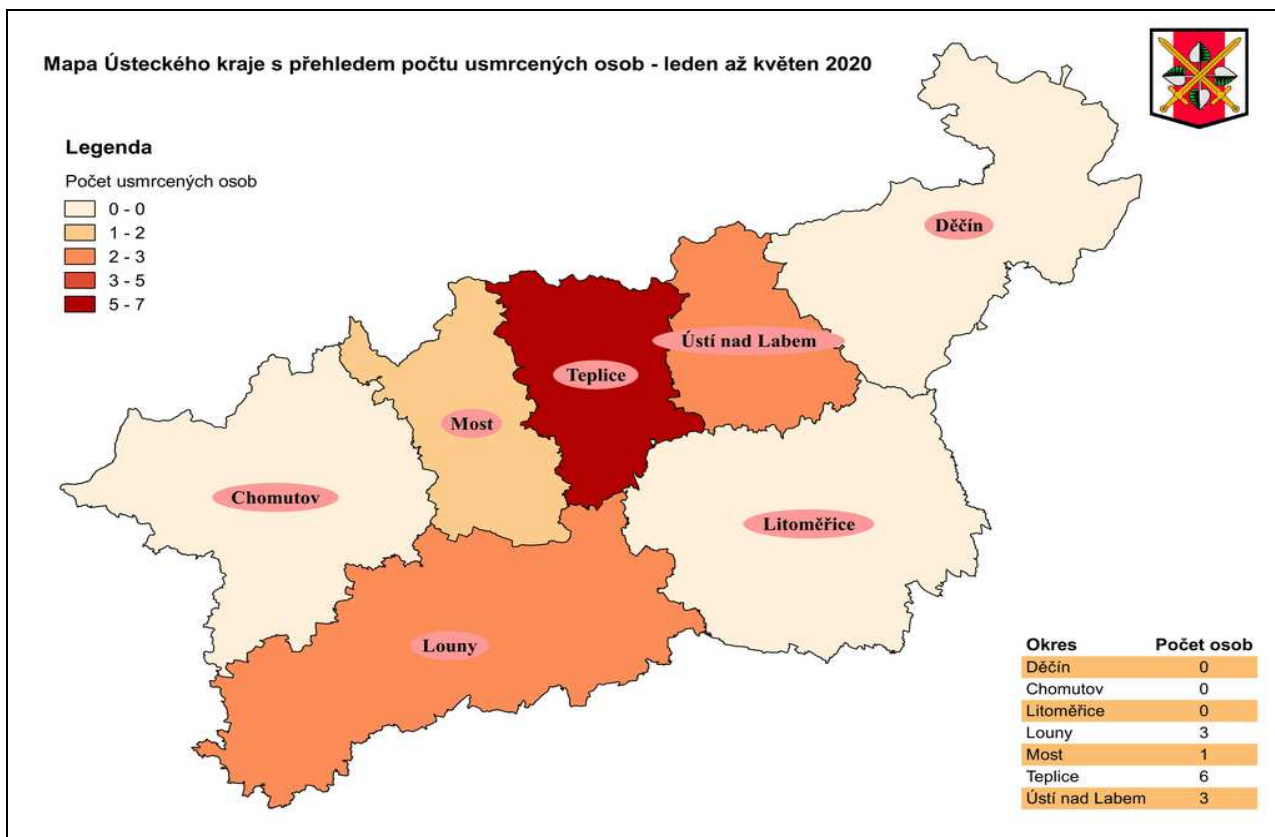 Mapa Ústeckého kraje s přehledem počtu usmrcených osob - leden až květen 2020
Legenda
Počet usmrcených osob
0 - 0
1 - 2
2 - 3
3 - 5
5 - 7
Děčín
Ústí nad Labem
Teplice
Most
Chomutov
Litoměřice
Louny
Okres Počet osob
Děčín 0
Chomutov 0
Litoměřice 0
Louny 3
Most 1
Teplice 6
Ústí nad Labem 3